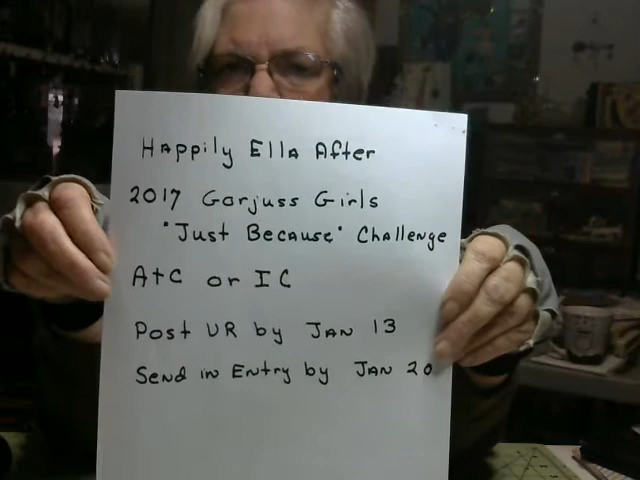 Happily Ella After
2017 Gorjuss Girls
"Just Because" Challenge
AtC or IC
Post UR by Jan 13
Send in Entry by Jan 20